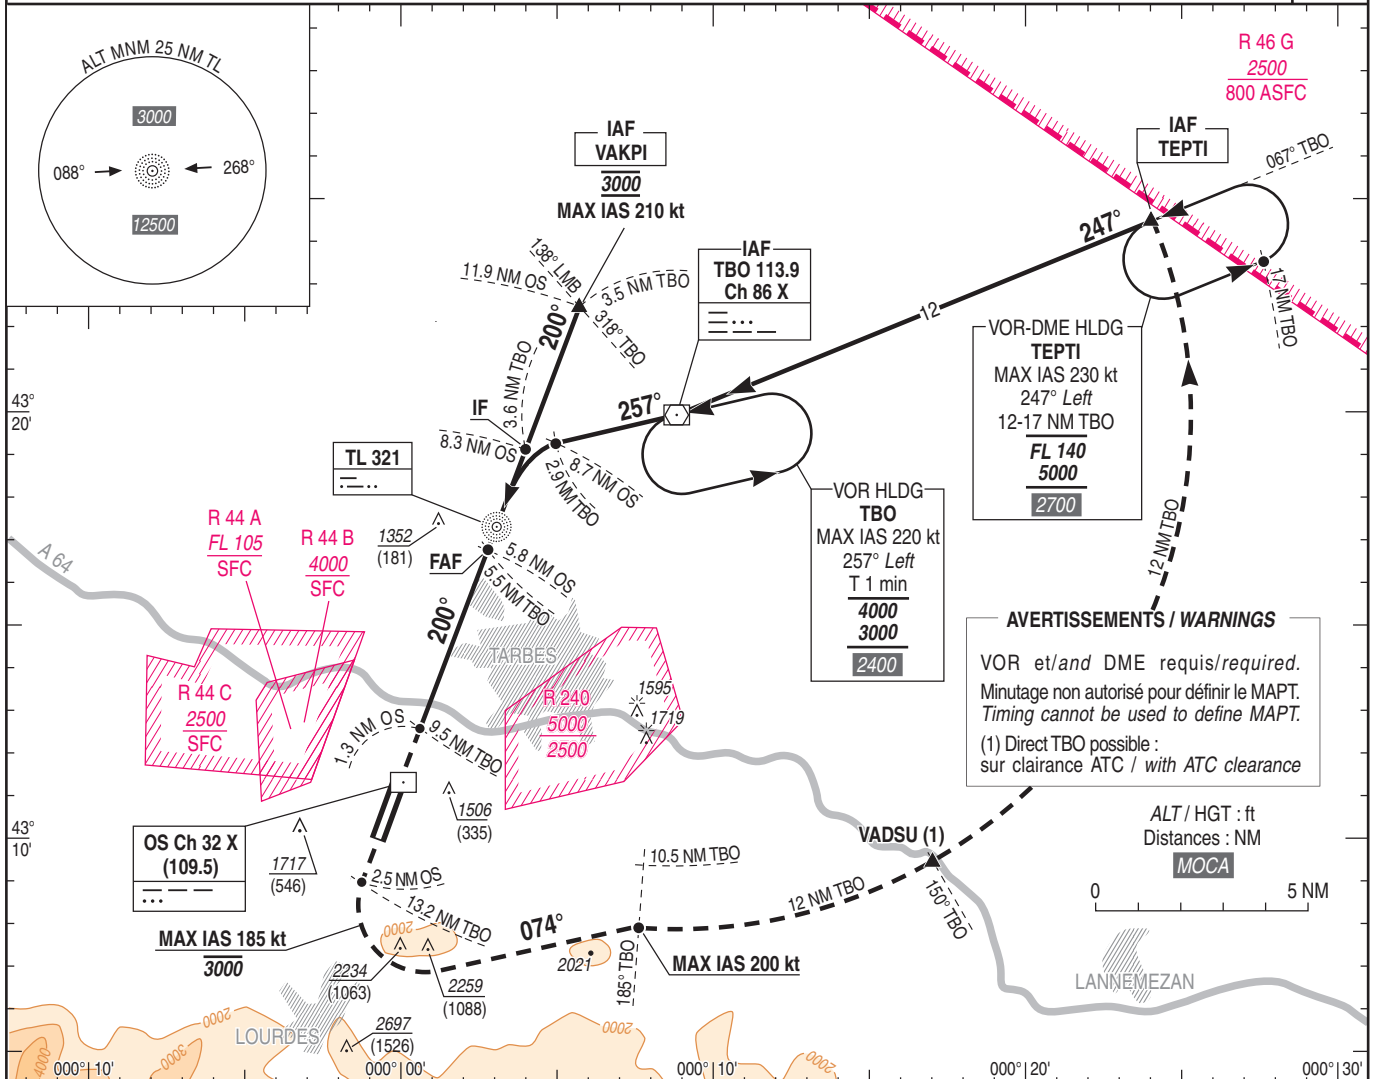 ALT MNM 25 NM TL
3000
088°
268°
12500
R 46 G
2500
800 ASFC
IAF
VAKPI
3000
MAX IAS 210 kt
IAF
TEPTI
067° TBO
247°
138° LMB
11.9 NM OS
3.5 NM TBO
318° TBO
200°
3.6 NM TBO
IAF
TBO 113.9
Ch 86 X
12
17 NM TBO
VOR-DME HLDG
TEPTI
MAX IAS 230 kt
247° Left
12-17 NM TBO
FL 140
5000
2700
43°
20'
IF
257°
8.3 NM OS
8.7 NM OS
2.9 NM TBO
TL 321
VOR HLDG
TBO
MAX IAS 220 kt
257° Left
T 1 min
4000
3000
2400
R 44 A
FL 105
SFC
R 44 B
4000
SFC
1352
(181)
FAF
5.8 NM OS
5.5 NM TBO
12 NM TBO
A 64
200°
TARBES
AVERTISSEMENTS / WARNINGS
VOR et/and DME requis/required.
Minutage non autorisé pour définir le MAPT.
Timing cannot be used to define MAPT.
(1) Direct TBO possible :
sur clairance ATC / with ATC clearance
R 44 C
2500
SFC
R 240
5000
2500
1595
1719
1.3 NM OS
9.5 NM TBO
1506
(335)
43°
10'
OS Ch 32 X
(109.5)
1717
(546)
VADSU (1)
ALT / HGT : ft
Distances : NM
MOCA
0
5 NM
10.5 NM TBO
2.5 NM OS
13.2 NM TBO
12 NM TBO
150° TBO
074°
MAX IAS 185 kt
3000
2000
2234
(1063)
2259
(1088)
2021
185° TBO
MAX IAS 200 kt
LANNEMEZAN
LOURDES
2697
(1526)
2000
3000
4000
2000
2000
000° 10'
000° 00'
000° 10'
000° 20'
000° 30'